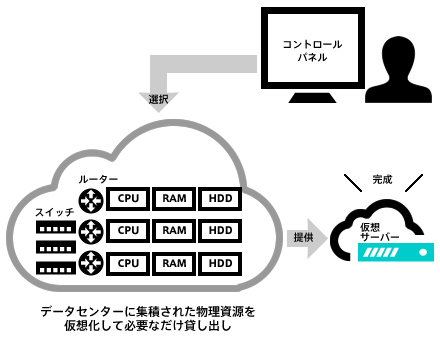 コントロール
パネル
選択
ルーター
CPU RAM HDD
スイッチ
CPU RAM HDD
CPU RAM HDD
提供
完成
仮想
サーバー
データセンターに集積された物理資源を
仮想化して必要なだけ貸し出し